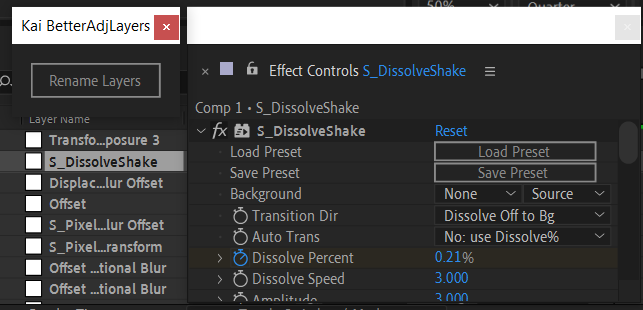 50%
Quarter
Kai BetterAdjLayers
Rename Layers
Layer Name
Transfo...posure 3
S_DissolveShake
Displac...lur Offset
Offset
S_Pixel...lur Offset
S_Pixel...ransform
Offset ...tional Blur
Offset ...tional Blur
Effect Controls S_DissolveShake
Comp 1 • S_DissolveShake
fx S_DissolveShake Reset
Load Preset Load Preset
Save Preset Save Preset
Background None Source
Transition Dir Dissolve Off to Bg
Auto Trans No: use Dissolve%
Dissolve Percent 0.21%
Dissolve Speed 3.000
Amplitude 3.000